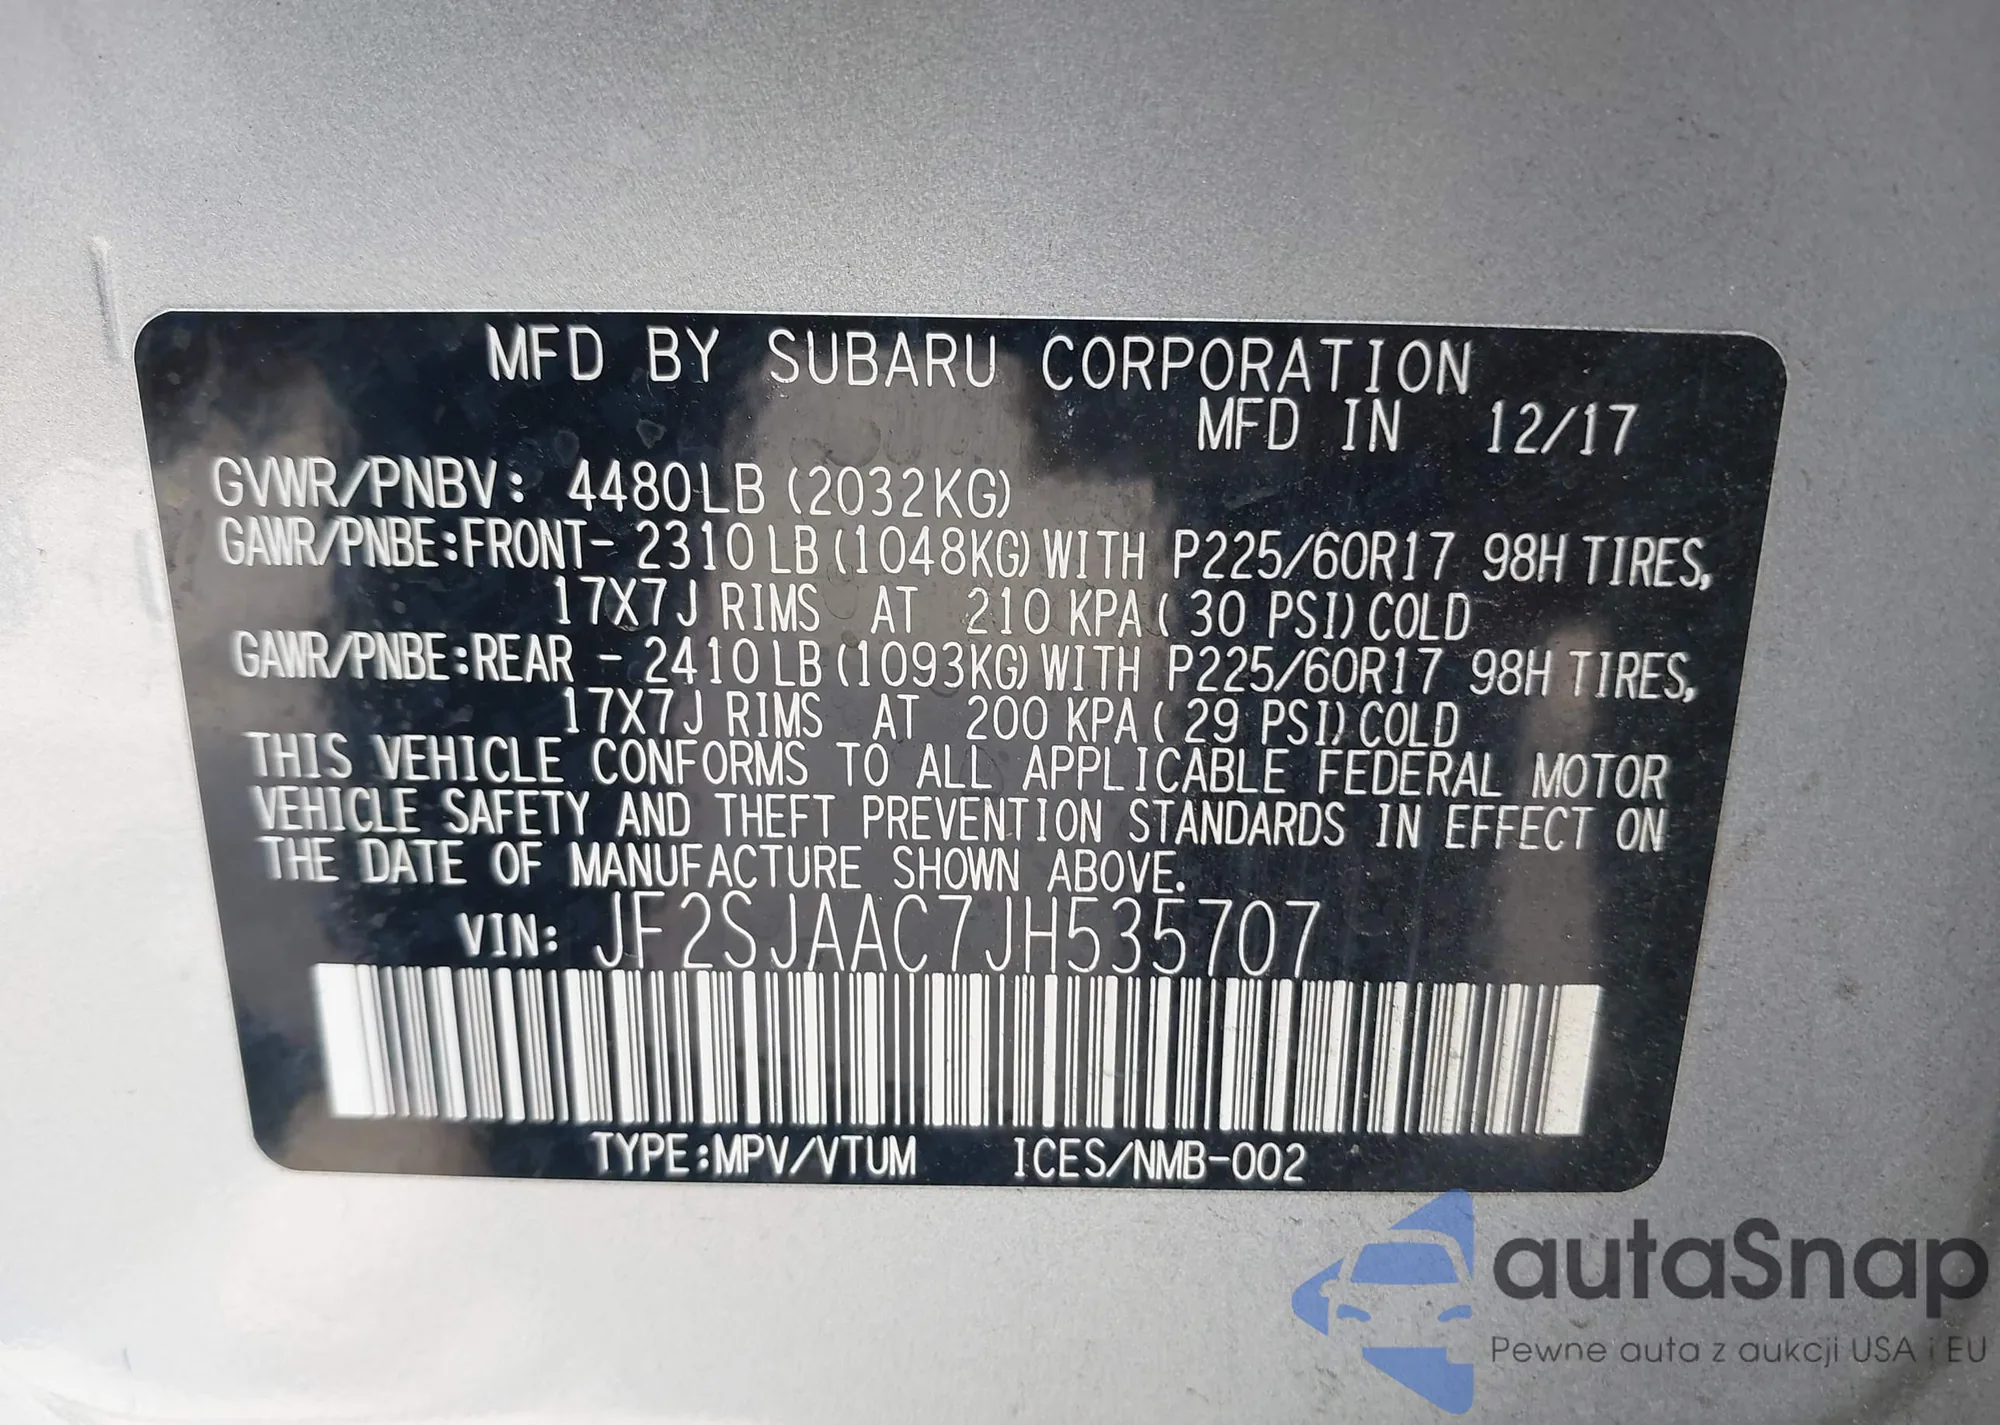 MFD BY SUBARU CORPORATION
MFD IN 12/17
GVWR/PNBV: 4480LB (2032KG)
GAWR/PNBE:FRONT- 2310LB (1048KG) WITH P225/60R17 98H TIRES,
17X7J RIMS AT 210 KPA( 30 PSI) COLD
GAWR/PNBE:REAR - 2410LB (1093KG) WITH P225/60R17 98H TIRES,
17X7J RIMS AT 200 KPA( 29 PSI) COLD
THIS VEHICLE CONFORMS TO ALL APPLICABLE FEDERAL MOTOR
VEHICLE SAFETY AND THEFT PREVENTION STANDARDS IN EFFECT ON
THE DATE OF MANUFACTURE SHOWN ABOVE.
VIN: JF2SJAAC7JH535707
TYPE:MPV/VTUM ICES/NMB-002
autaSnap
Pewne auta z aukcji USA i EU